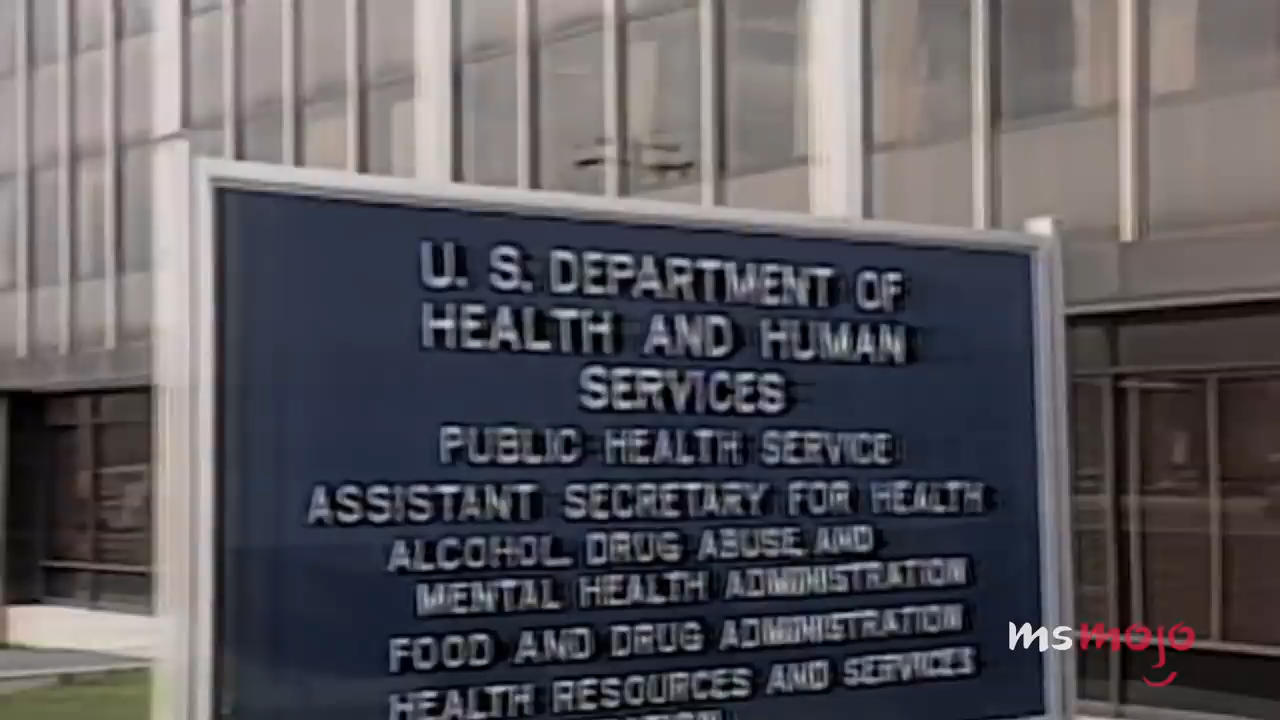 U. S. DEPARTMENT OF
HEALTH AND HUMAN
SERVICES
PUBLIC HEALTH SERVICE
ASSISTANT SECRETARY FOR HEALTH
ALCOHOL, DRUG ABUSE, AND
MENTAL HEALTH ADMINISTRATION
FOOD AND DRUG ADMINISTRATION
HEALTH RESOURCES AND SERVICES
msmojo